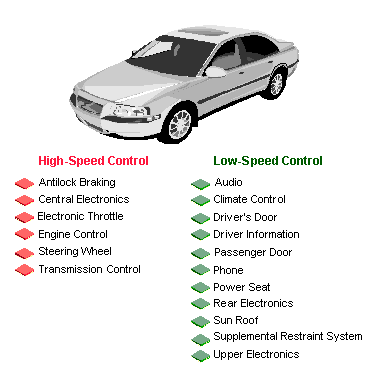 High-Speed Control
Antilock Braking
Central Electronics
Electronic Throttle
Engine Control
Steering Wheel
Transmission Control
Low-Speed Control
Audio
Climate Control
Driver's Door
Driver Information
Passenger Door
Phone
Power Seat
Rear Electronics
Sun Roof
Supplemental Restraint System
Upper Electronics